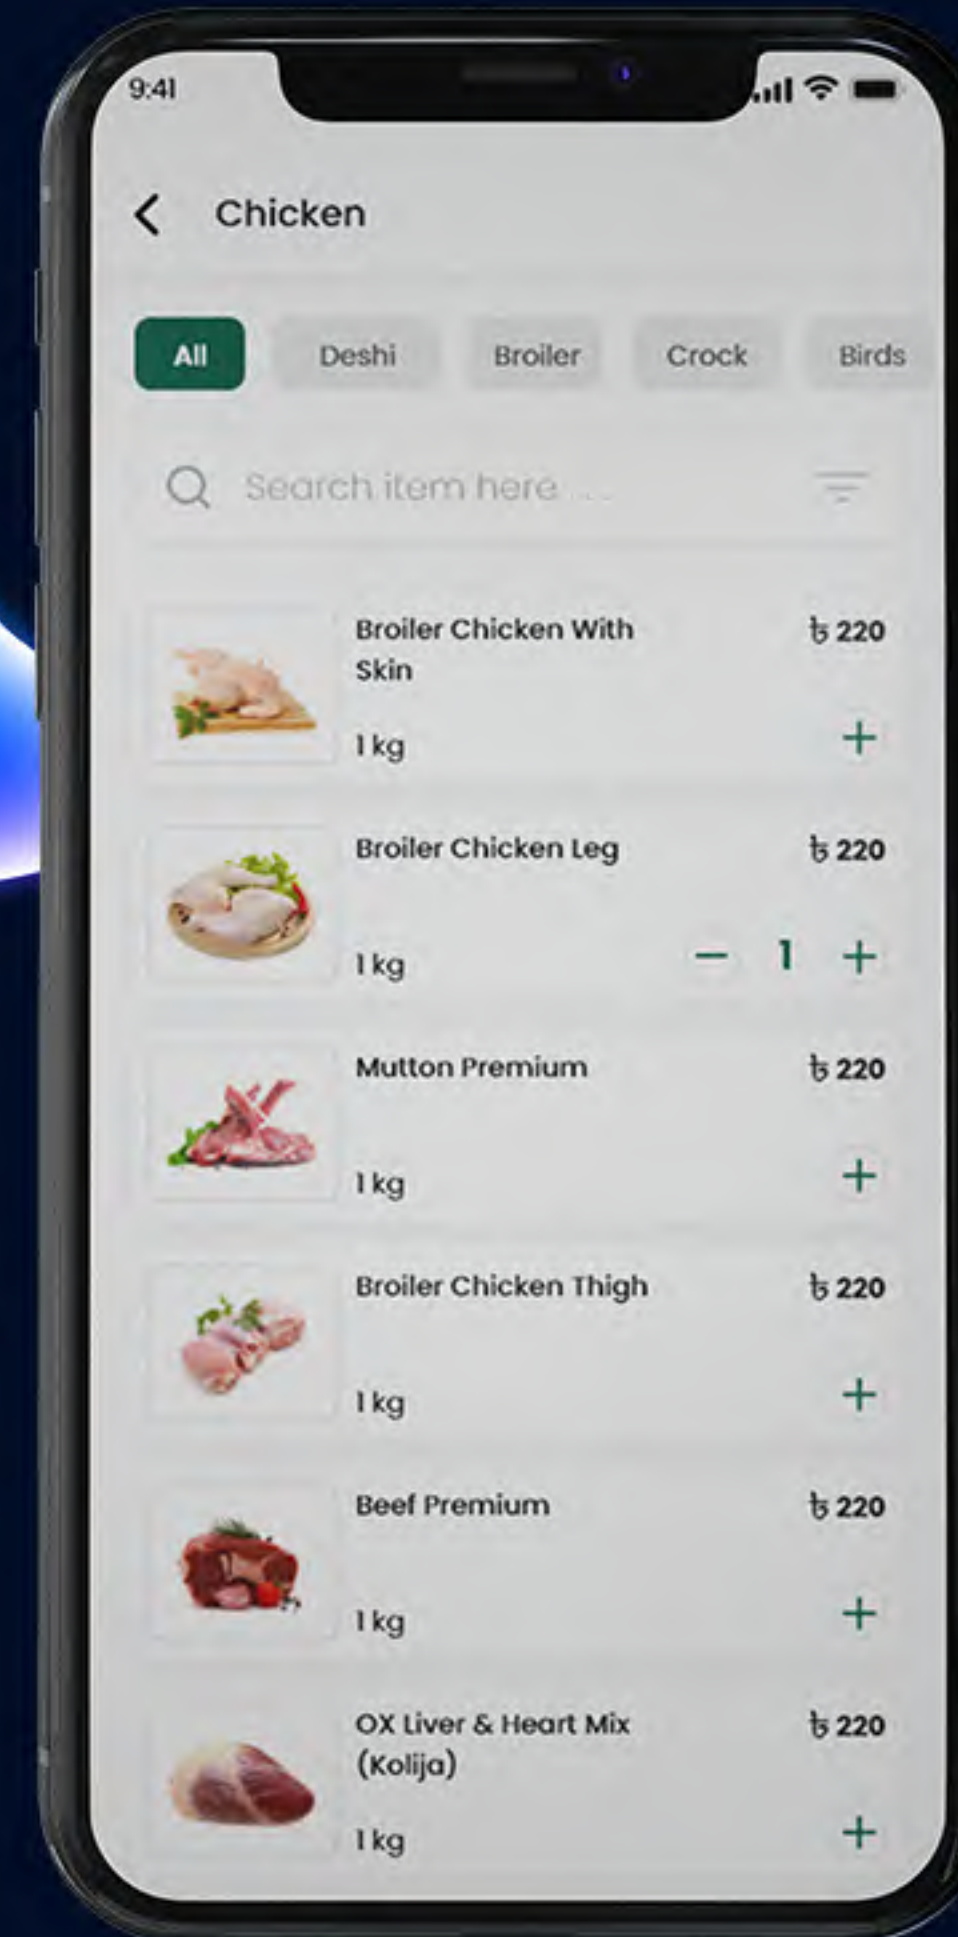 9:41
Chicken
All Deshi Broiler Crock Birds
Search item here . . .
Broiler Chicken With ৳ 220
Skin
1 kg +
Broiler Chicken Leg ৳ 220
1 kg − 1 +
Mutton Premium ৳ 220
1 kg +
Broiler Chicken Thigh ৳ 220
1 kg +
Beef Premium ৳ 220
1 kg +
OX Liver & Heart Mix ৳ 220
(Kolija)
1 kg +